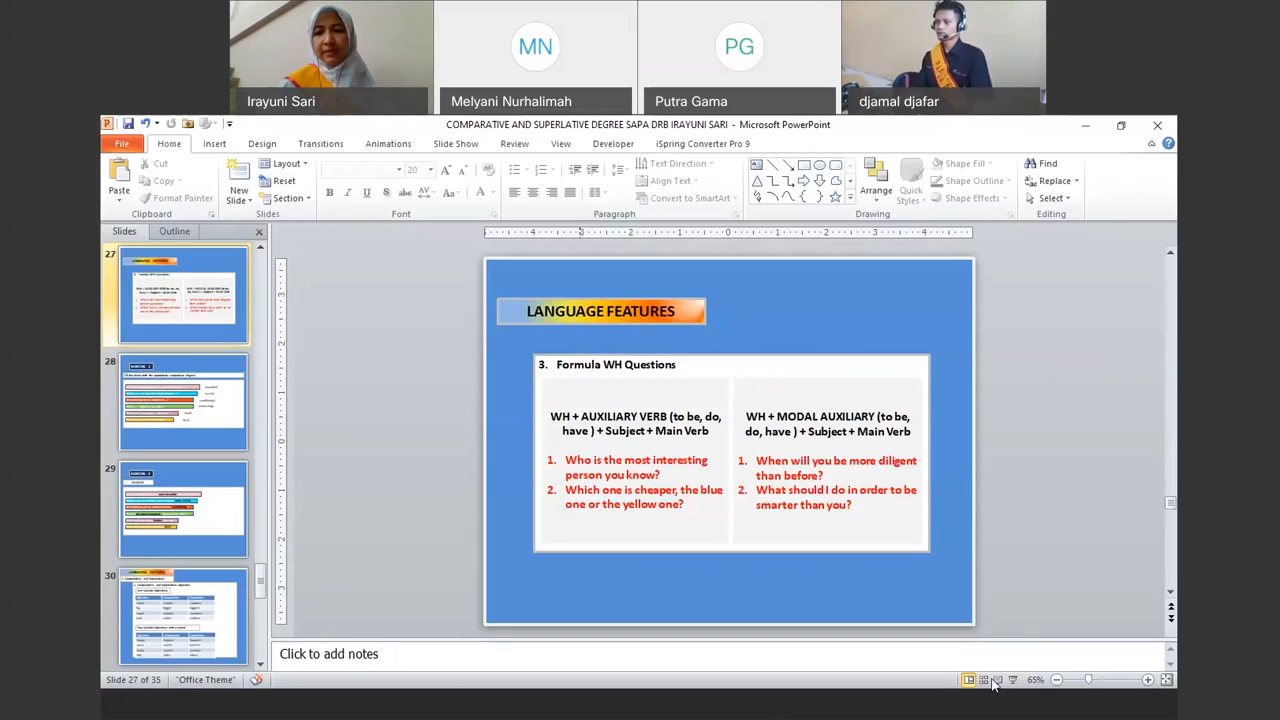 MN
PG
Irayuni Sari
Melyani Nurhalimah
Putra Gama
djamal djafar
COMPARATIVE AND SUPERLATIVE DEGREE SAPA DRB IRAYUNI SARI - Microsoft PowerPoint
File Home Insert Design Transitions Animations Slide Show Review View Developer iSpring Converter Pro 9
Paste
Cut
Copy
Format Painter
Clipboard
New Slide
Layout
Reset
Section
Slides
20
Font
Text Direction
Align Text
Convert to SmartArt
Paragraph
Arrange
Quick Styles
Shape Fill
Shape Outline
Shape Effects
Drawing
Find
Replace
Select
Editing
Slides Outline
27
28
29
30
LANGUAGE FEATURES
3. Formula WH Questions
WH + AUXILIARY VERB (to be, do,
have ) + Subject + Main Verb
1. Who is the most interesting
person you know?
2. Which one is cheaper, the blue
one or the yellow one?
WH + MODAL AUXILIARY (to be,
do, have ) + Subject + Main Verb
1. When will you be more diligent
than before?
2. What should I do in order to be
smarter than you?
Click to add notes
Slide 27 of 35 "Office Theme" 65%